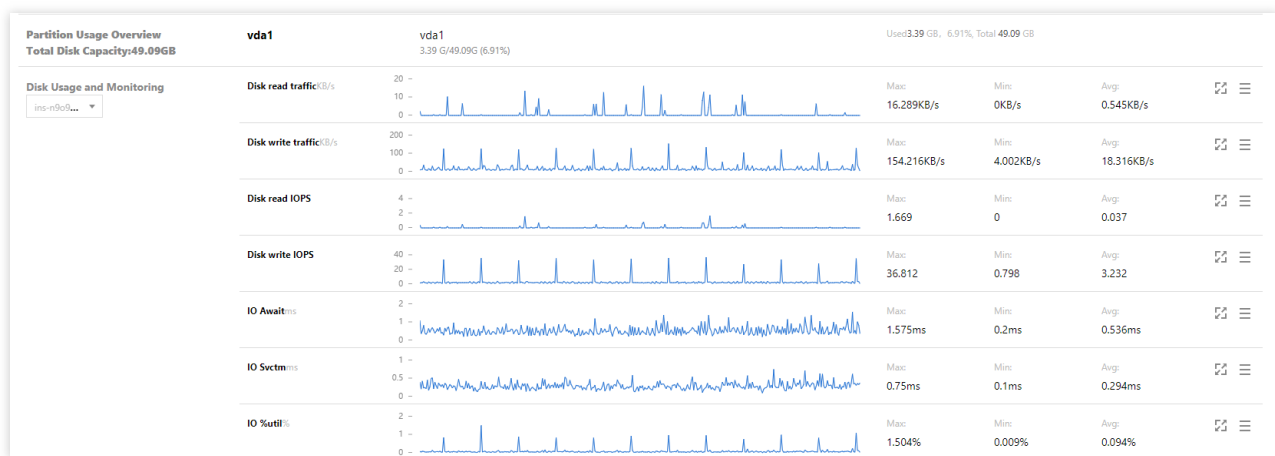 Partition Usage Overview
Total Disk Capacity:49.09GB
vda1
vda1
3.39 G/49.09G (6.91%)
Used3.39 GB, 6.91%, Total 49.09 GB
Disk Usage and Monitoring
ins-n9o9...
Disk read trafficKB/s
20
10
0
Max:
16.289KB/s
Min:
0KB/s
Avg:
0.545KB/s
Disk write trafficKB/s
200
100
0
Max:
154.216KB/s
Min:
4.002KB/s
Avg:
18.316KB/s
Disk read IOPS
4
2
0
Max:
1.669
Min:
0
Avg:
0.037
Disk write IOPS
40
20
0
Max:
36.812
Min:
0.798
Avg:
3.232
IO Awaitms
2
1
0
Max:
1.575ms
Min:
0.2ms
Avg:
0.536ms
IO Svctmms
1
0.5
0
Max:
0.75ms
Min:
0.1ms
Avg:
0.294ms
IO %util%
2
1
0
Max:
1.504%
Min:
0.009%
Avg:
0.094%